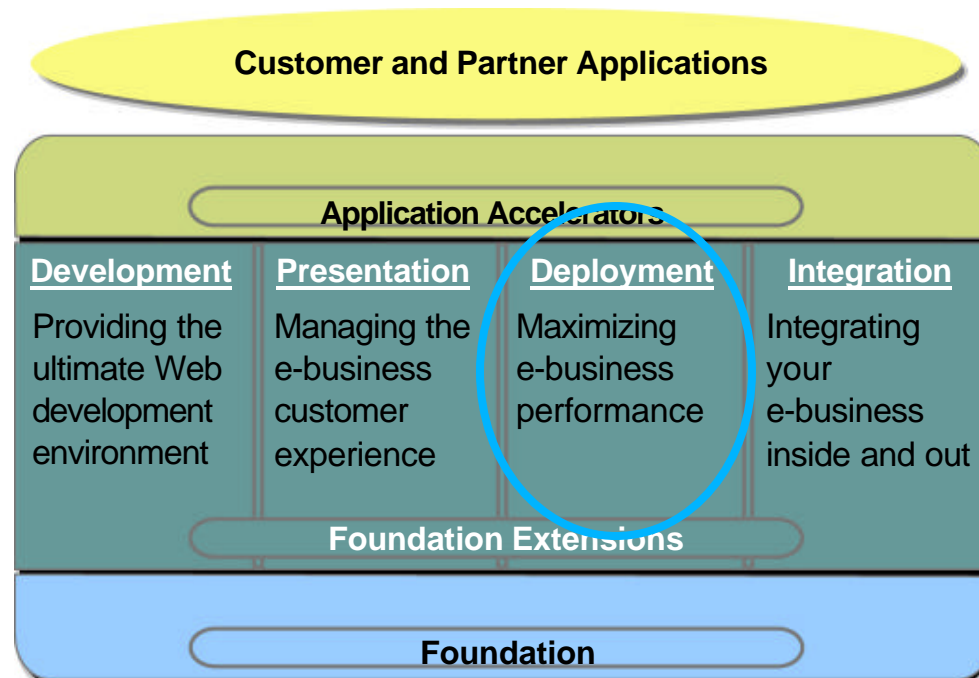 Customer and Partner Applications
Application Accelerators
Development
Providing the
ultimate Web
development
environment
Presentation
Managing the
e-business
customer
experience
Deployment
Maximizing
e-business
performance
Integration
Integrating
your
e-business
inside and out
Foundation Extensions
Foundation